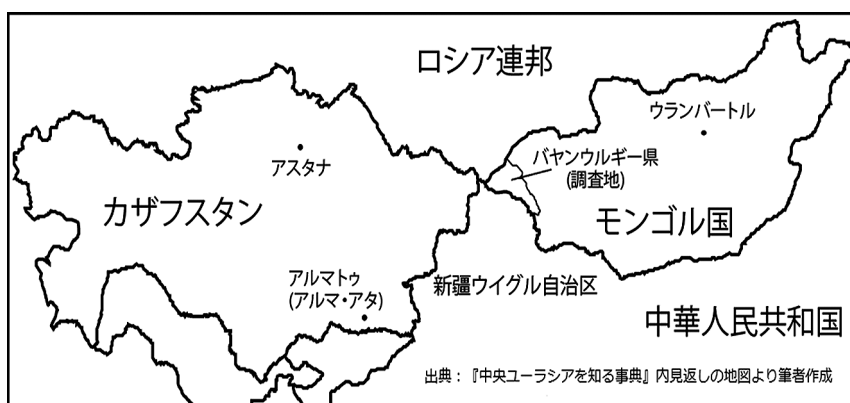 ロシア連邦
ウランバートル
アスタナ
バヤンウルギー県
(調査地)
カザフスタン
モンゴル国
アルマトゥ
(アルマ・アタ)
新疆ウイグル自治区
中華人民共和国
出典：『中央ユーラシアを知る事典』内見返しの地図より筆者作成